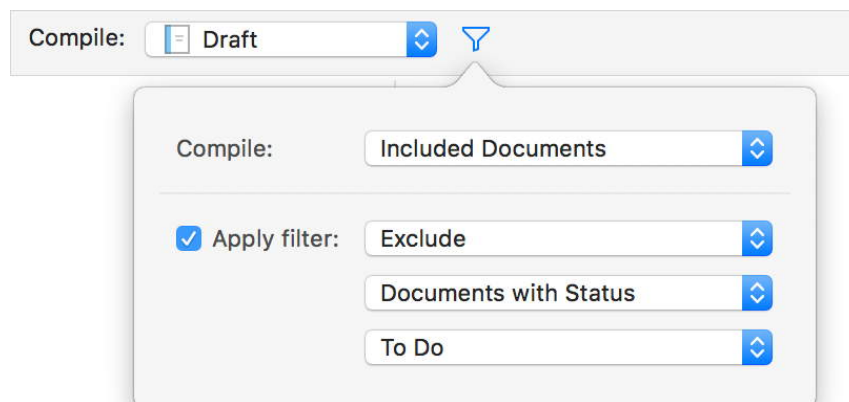 Compile: Draft
Compile: Included Documents
Apply filter: Exclude
Documents with Status
To Do